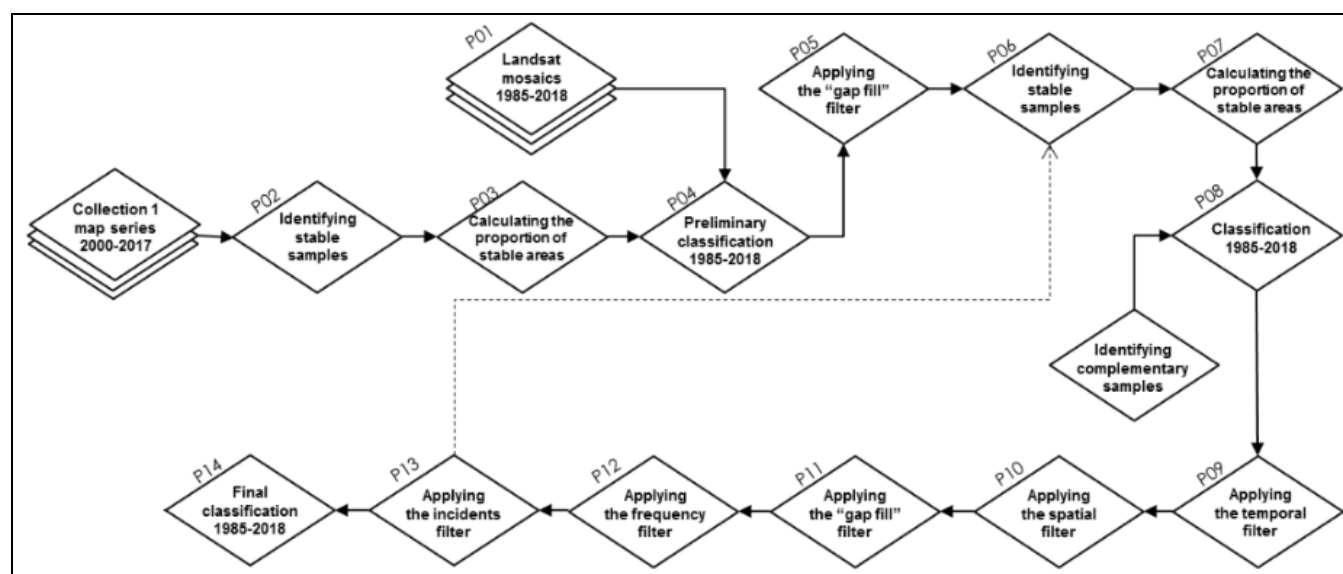 P01
Landsat
mosaics
1985-2018
P05
Applying
the “gap fill”
filter
P06
Identifying
stable
samples
P07
Calculating the
proportion of
stable areas
Collection 1
map series
2000-2017
P02
Identifying
stable
samples
P03
Calculating the
proportion of
stable areas
P04
Preliminary
classification
1985-2018
P08
Classification
1985-2018
Identifying
complementary
samples
P14
Final
classification
1985-2018
P13
Applying
the incidents
filter
P12
Applying
the frequency
filter
P11
Applying
the “gap fill”
filter
P10
Applying
the spatial
filter
P09
Applying
the temporal
filter